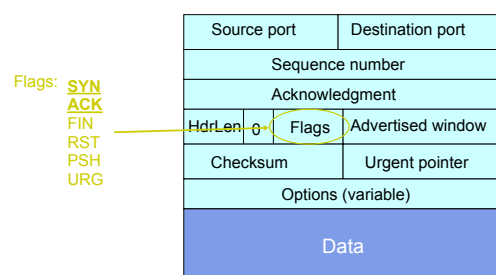 Source port Destination port
Sequence number
Flags: SYN
ACK
FIN
RST
PSH
URG
Acknowledgment
HdrLen 0 Flags Advertised window
Checksum Urgent pointer
Options (variable)
Data